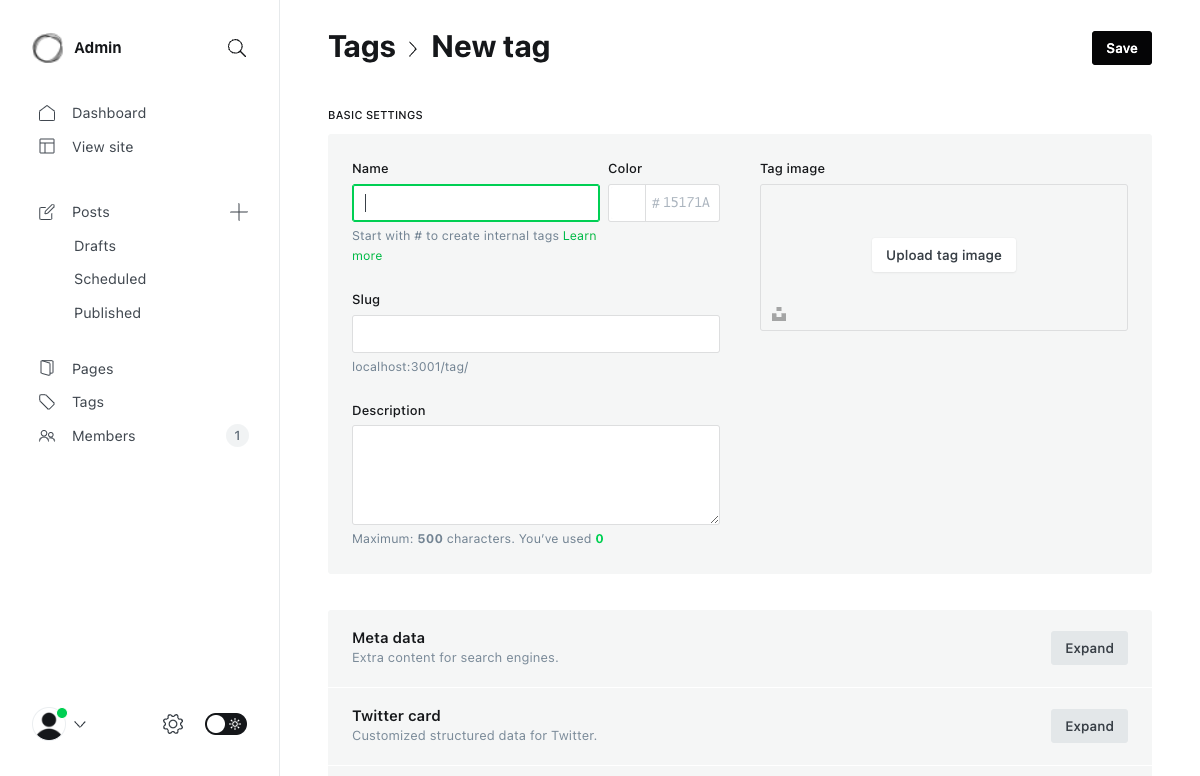 Admin
Dashboard
View site
Posts
Drafts
Scheduled
Published
Pages
Tags
Members 1
Tags › New tag
Save
BASIC SETTINGS
Name
Color
# 15171A
Start with # to create internal tags Learn
more
Slug
localhost:3001/tag/
Description
Maximum: 500 characters. You’ve used 0
Tag image
Upload tag image
Meta data
Extra content for search engines.
Expand
Twitter card
Customized structured data for Twitter.
Expand